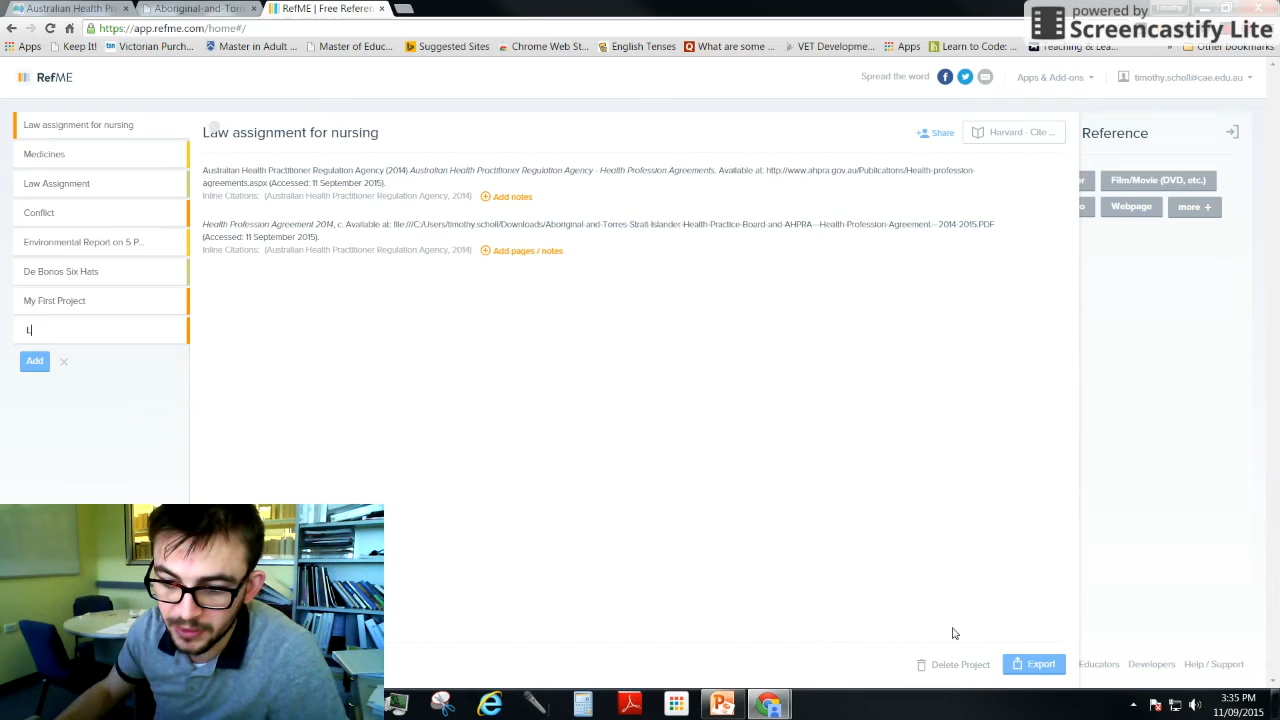 Australian Health Pr
Aboriginal-and-Torr
RefME | Free Referen
Timothy
powered by
Screencastify Lite
https://app.refme.com/home#/
Apps
Keep It!
Victorian Purch
Master in Adult
Master of Educ
Suggested Sites
Chrome Web St...
English Tenses
What are some ...
VET Developme...
Apps
Learn to Code:
Teaching & Lea
Other bookmarks
RefME
Spread the word
Apps & Add-ons
timothy.scholl@cae.edu.au
Law assignment for nursing
Medicines
Law Assignment
Conflict
Environmental Report on 5 P...
De Bonos Six Hats
My First Project
L
Add
Law assignment for nursing
Share
Harvard - Cite ...
Australian Health Practitioner Regulation Agency (2014) Australian Health Practitioner Regulation Agency - Health Profession Agreements. Available at: http://www.ahpra.gov.au/Publications/Health-profession-
agreements.aspx (Accessed: 11 September 2015).
Inline Citations: (Australian Health Practitioner Regulation Agency, 2014) Add notes
Health Profession Agreement 2014, c. Available at: file:///C:/Users/timothy.scholl/Downloads/Aboriginal-and-Torres-Strait-Islander-Health-Practice-Board-and-AHPRA---Health-Profession-Agreement---2014-2015.PDF
(Accessed: 11 September 2015).
Inline Citations: (Australian Health Practitioner Regulation Agency, 2014) Add pages / notes
Reference
er
Film/Movie (DVD, etc.)
o
Webpage
more +
Delete Project
Export
Educators
Developers
Help / Support
3:35 PM
11/09/2015